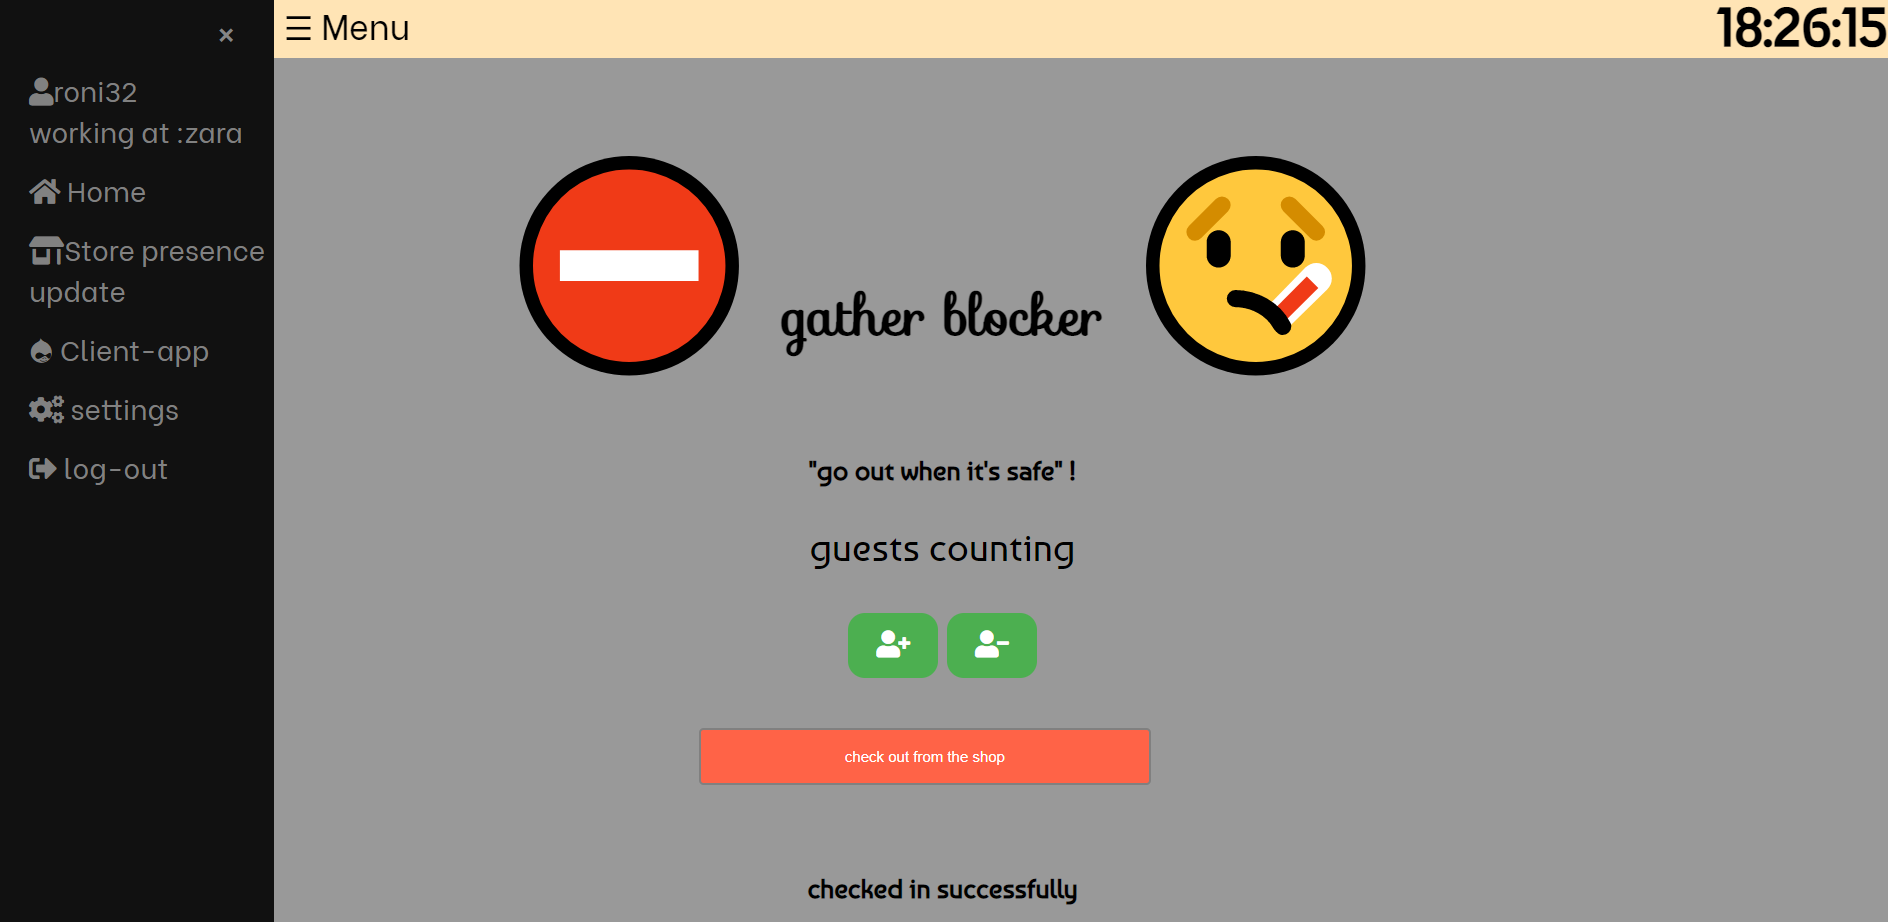 ×
roni32
working at :zara
Home
Store presence
update
Client-app
settings
log-out
☰ Menu
18:26:15
gather blocker
"go out when it's safe" !
guests counting
check out from the shop
checked in successfully